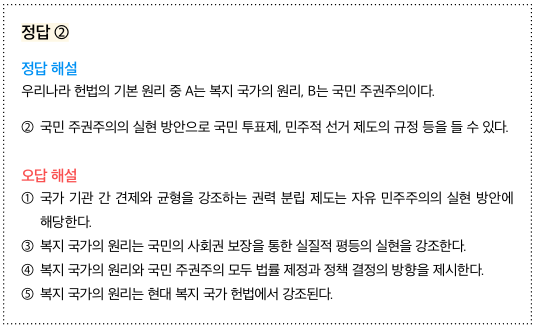 정답 ②
정답 해설
우리나라 헌법의 기본 원리 중 A는 복지 국가의 원리, B는 국민 주권주의이다.
② 국민 주권주의의 실현 방안으로 국민 투표제, 민주적 선거 제도의 규정 등을 들 수 있다.
오답 해설
① 국가 기관 간 견제와 균형을 강조하는 권력 분립 제도는 자유 민주주의의 실현 방안에
해당한다.
③ 복지 국가의 원리는 국민의 사회권 보장을 통한 실질적 평등의 실현을 강조한다.
④ 복지 국가의 원리와 국민 주권주의 모두 법률 제정과 정책 결정의 방향을 제시한다.
⑤ 복지 국가의 원리는 현대 복지 국가 헌법에서 강조된다.